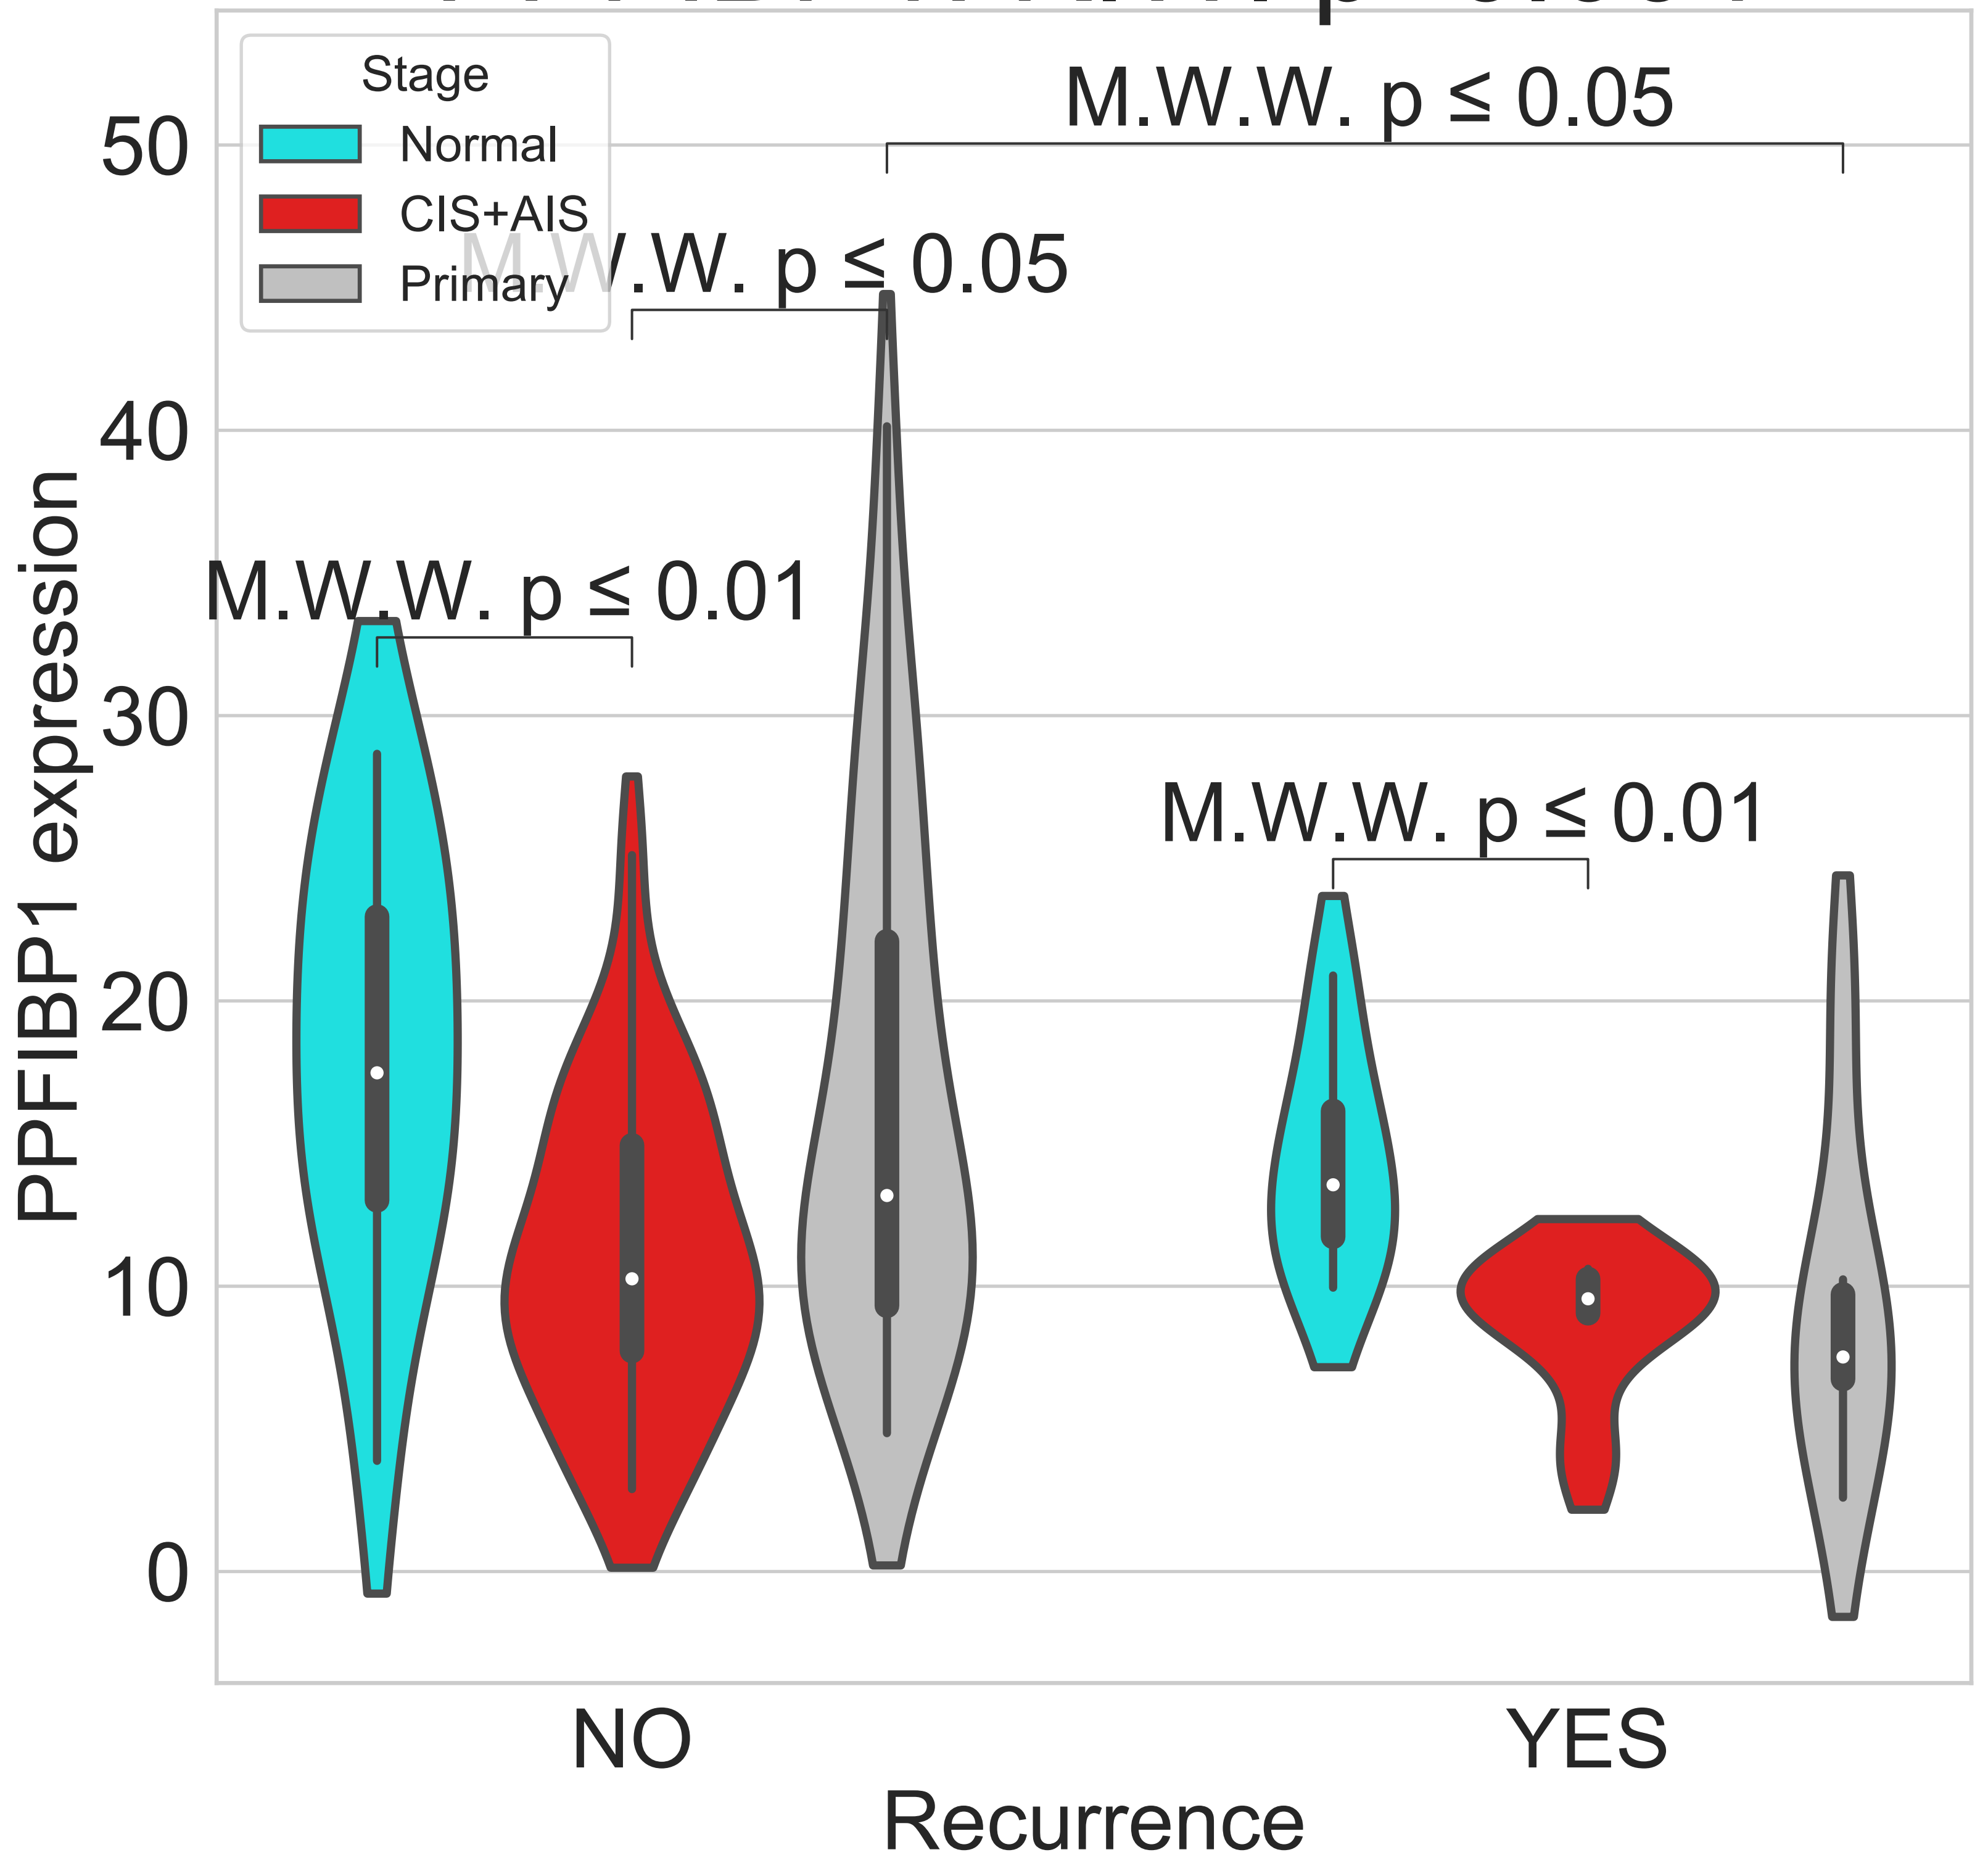 M.W.W. p ≤ 0.05
Stage
Normal
CIS+AIS
Primary
M.W.W. p ≤ 0.05
M.W.W. p ≤ 0.01
M.W.W. p ≤ 0.01
50
40
30
20
10
0
PPFIBP1 expression
NO
YES
Recurrence